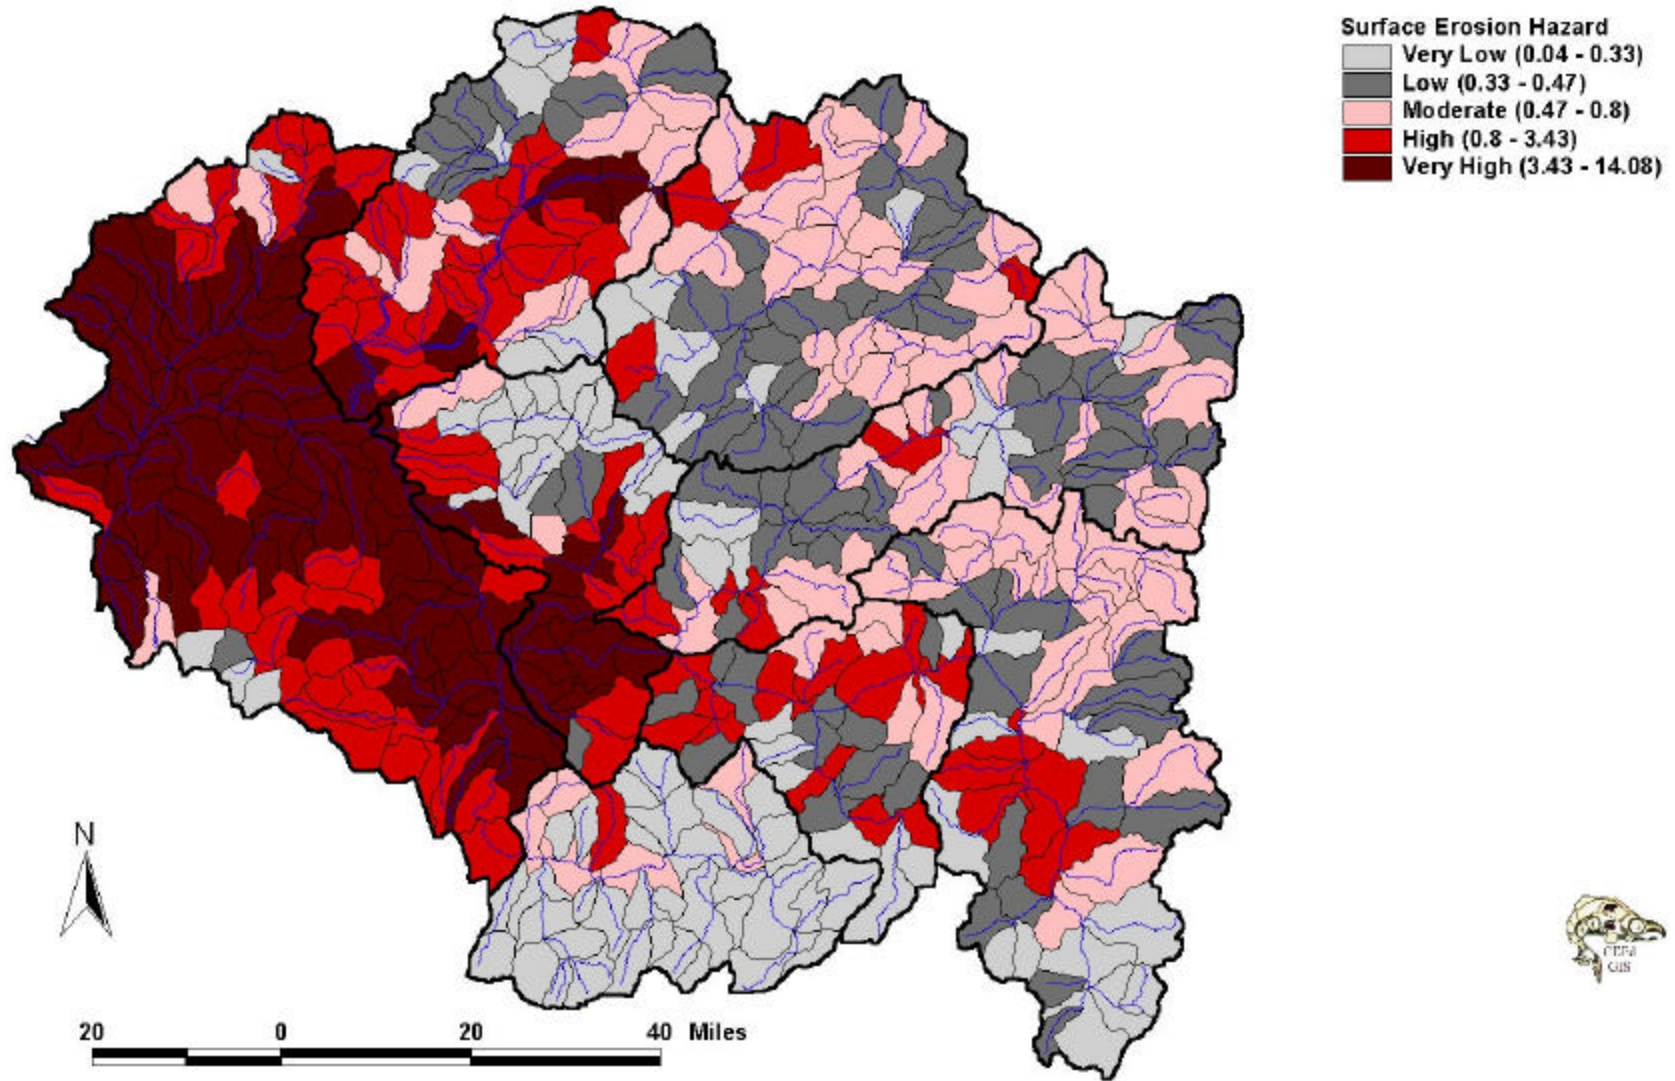 Surface Erosion Hazard
Very Low (0.04 - 0.33)
Low (0.33 - 0.47)
Moderate (0.47 - 0.8)
High (0.8 - 3.43)
Very High (3.43 - 14.08)
N
20 0 20 40 Miles
GIS